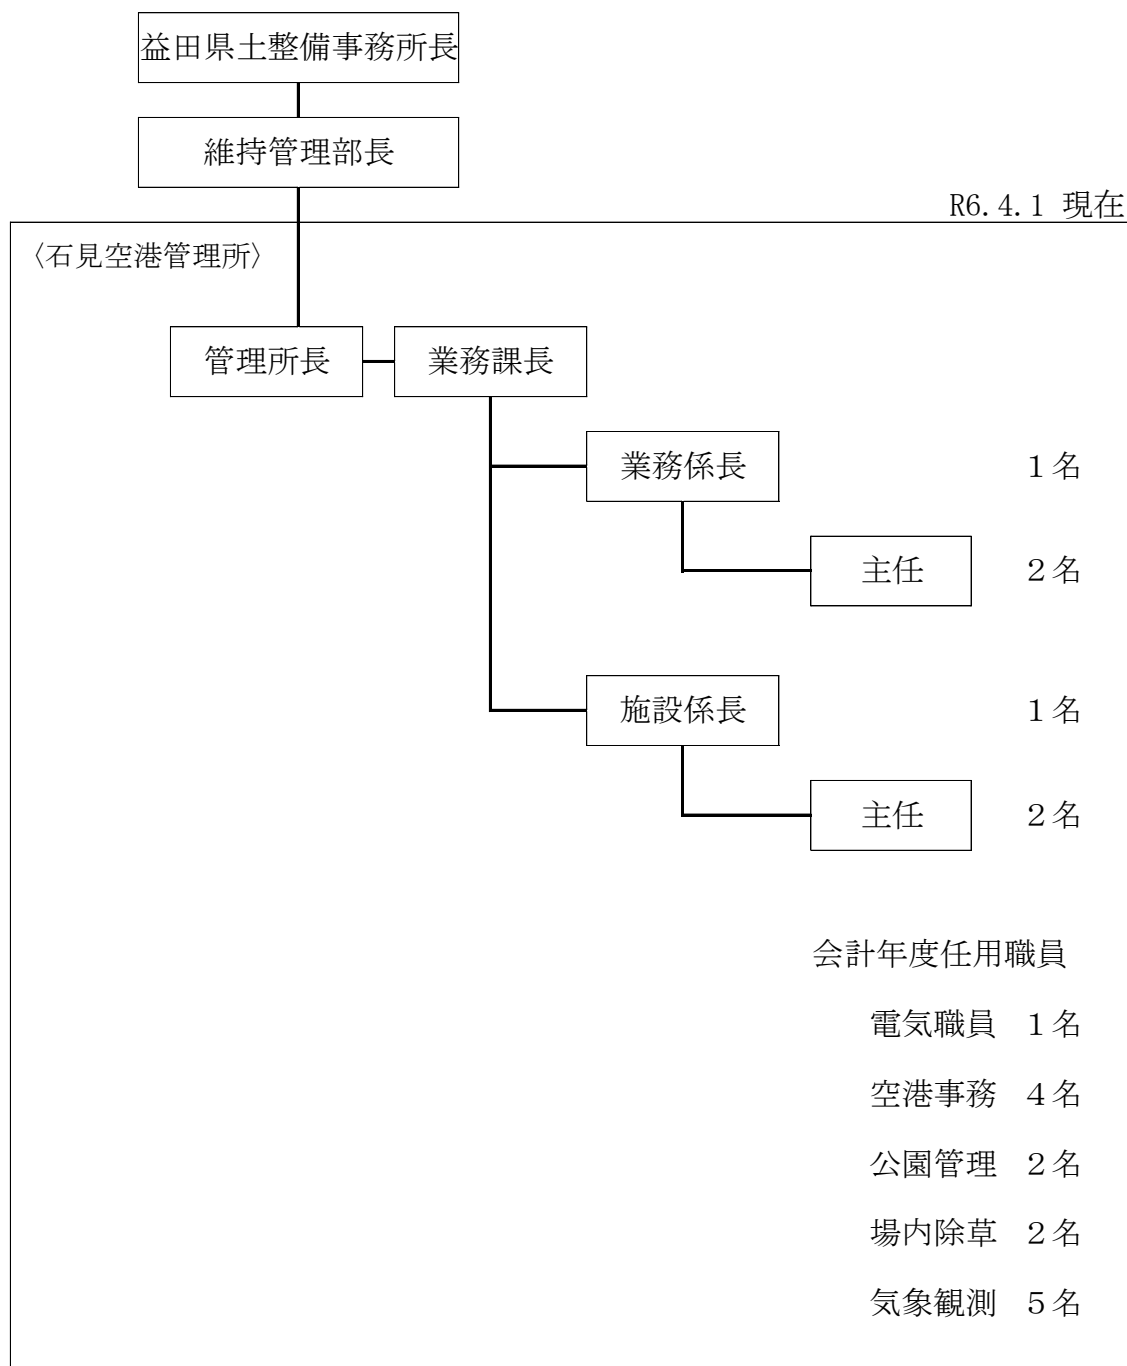 益田県土整備事務所長
維持管理部長
R6.4.1 現在
〈石見空港管理所〉
管理所長 業務課長
業務係長 1名
主任 2名
施設係長 1名
主任 2名
会計年度任用職員
電気職員 1名
空港事務 4名
公園管理 2名
場内除草 2名
気象観測 5名